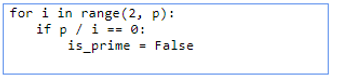 for i in range(2, p):
    if p / i == 0:
        is_prime = False